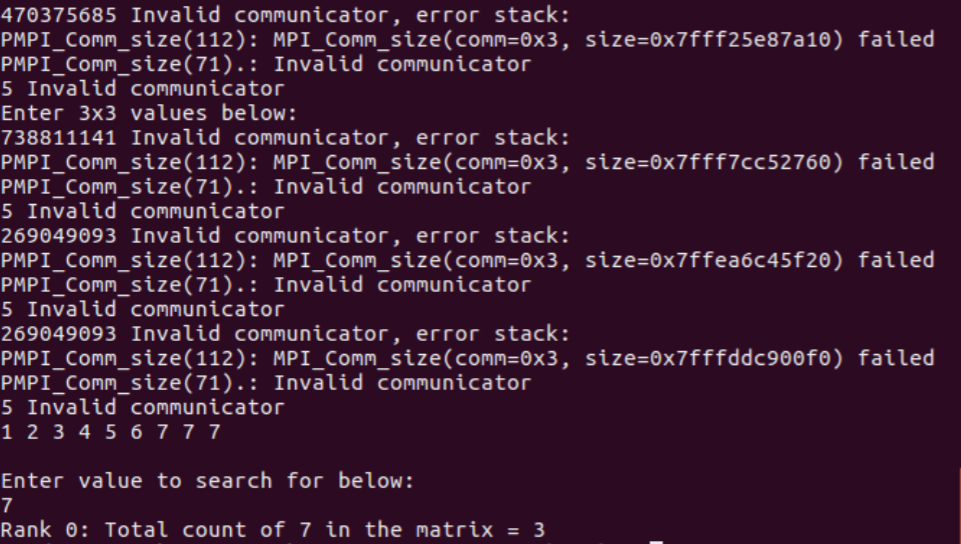 470375685 Invalid communicator, error stack:
PMPI_Comm_size(112): MPI_Comm_size(comm=0x3, size=0x7fff25e87a10) failed
PMPI_Comm_size(71).: Invalid communicator
5 Invalid communicator
Enter 3x3 values below:
738811141 Invalid communicator, error stack:
PMPI_Comm_size(112): MPI_Comm_size(comm=0x3, size=0x7fff7cc52760) failed
PMPI_Comm_size(71).: Invalid communicator
5 Invalid communicator
269049093 Invalid communicator, error stack:
PMPI_Comm_size(112): MPI_Comm_size(comm=0x3, size=0x7ffea6c45f20) failed
PMPI_Comm_size(71).: Invalid communicator
5 Invalid communicator
269049093 Invalid communicator, error stack:
PMPI_Comm_size(112): MPI_Comm_size(comm=0x3, size=0x7fffddc900f0) failed
PMPI_Comm_size(71).: Invalid communicator
5 Invalid communicator
1 2 3 4 5 6 7 7 7
Enter value to search for below:
7
Rank 0: Total count of 7 in the matrix = 3